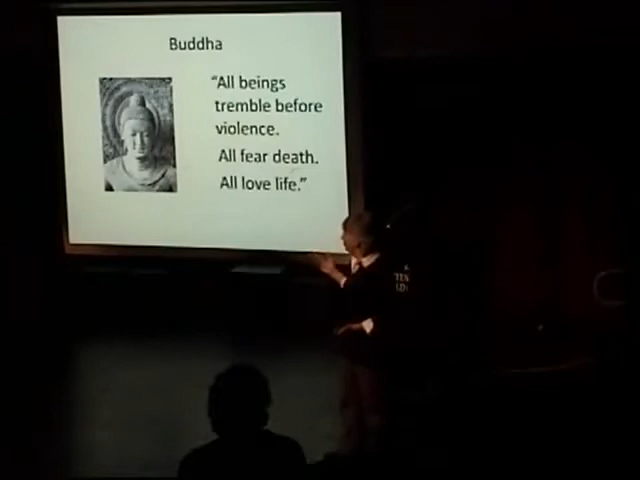 Buddha
“All beings
tremble before
violence.
All fear death.
All love life.”